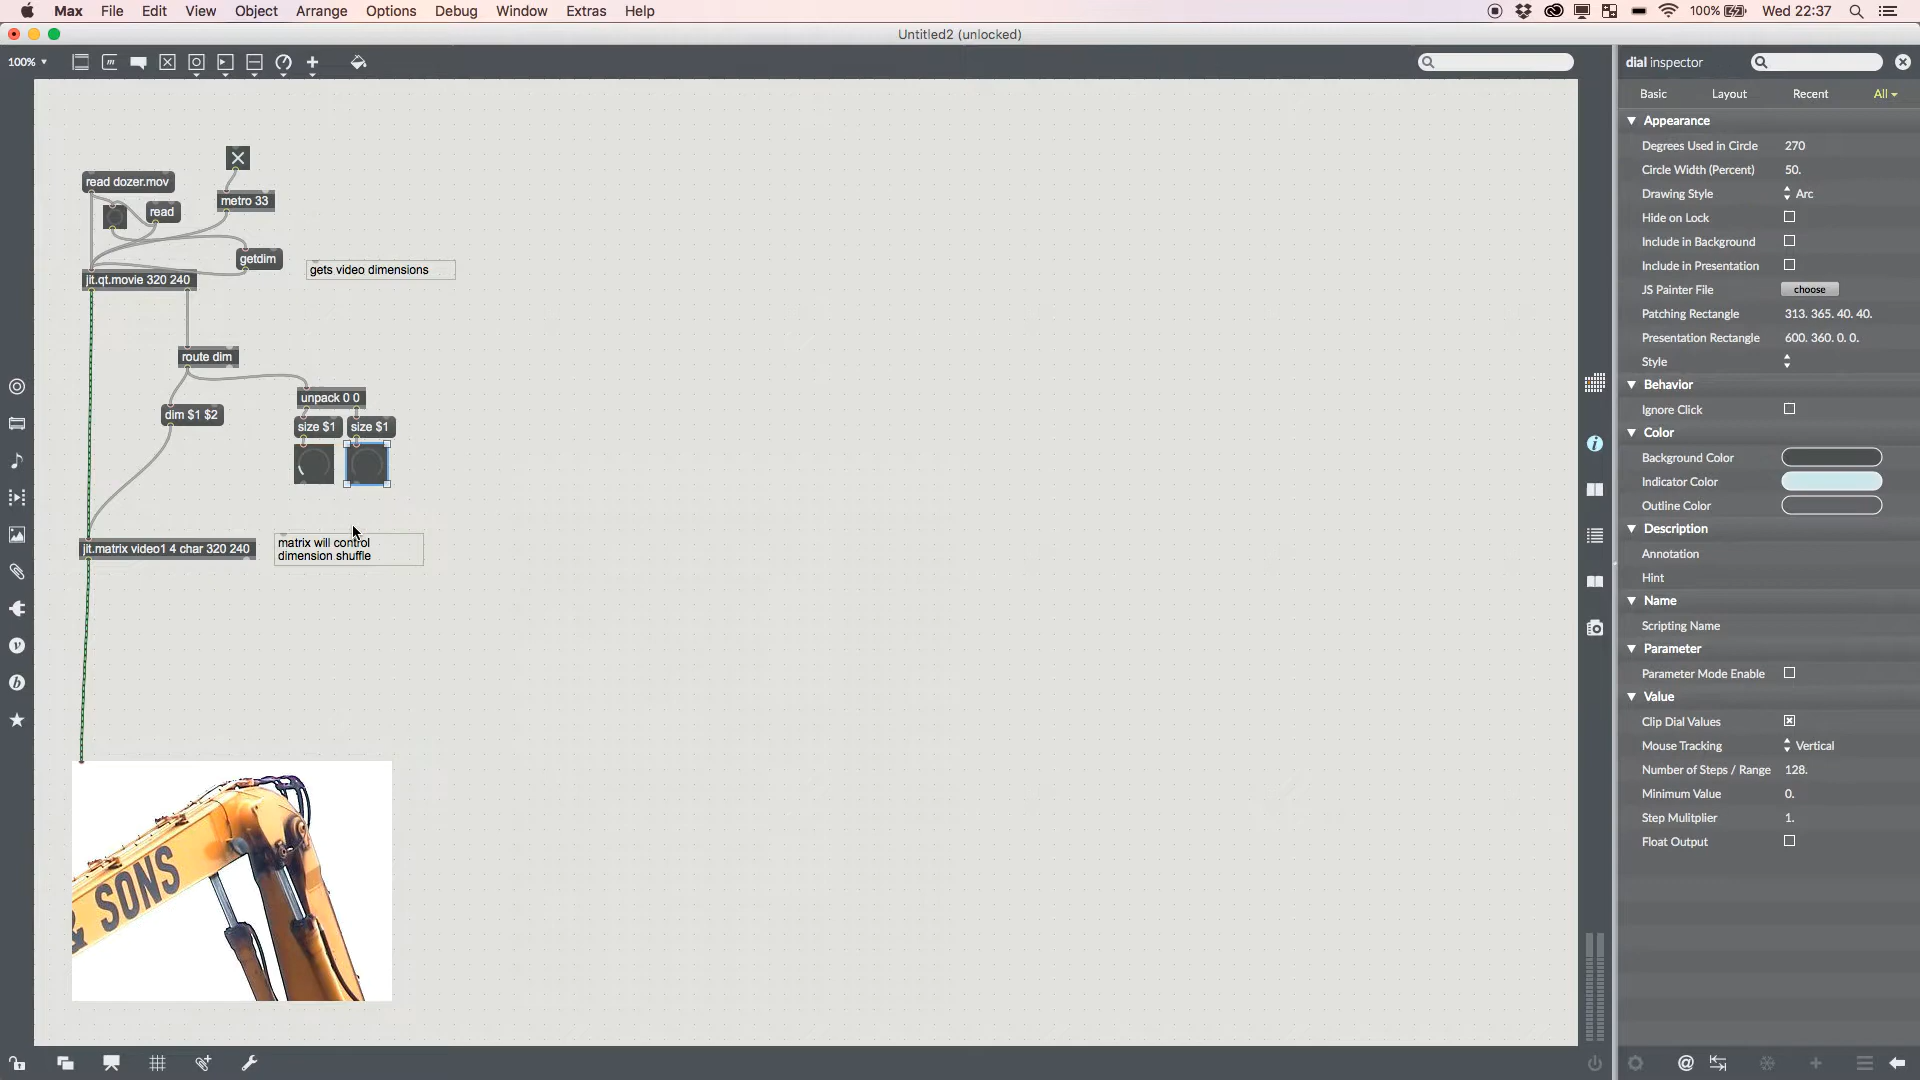 Max File Edit View Object Arrange Options Debug Window Extras Help
100% Wed 22:37
Untitled2 (unlocked)
100%
read dozer.mov
read
metro 33
getdim
gets video dimensions
jit.qt.movie 320 240
route dim
unpack 0 0
dim $1 $2
size $1
size $1
jit.matrix video1 4 char 320 240
matrix will control
dimension shuffle
& SONS
dial inspector
Basic Layout Recent All
Appearance
Degrees Used in Circle 270
Circle Width (Percent) 50.
Drawing Style Arc
Hide on Lock
Include in Background
Include in Presentation
JS Painter File choose
Patching Rectangle 313. 365. 40. 40.
Presentation Rectangle 600. 360. 0. 0.
Style
Behavior
Ignore Click
Color
Background Color
Indicator Color
Outline Color
Description
Annotation
Hint
Name
Scripting Name
Parameter
Parameter Mode Enable
Value
Clip Dial Values
Mouse Tracking Vertical
Number of Steps / Range 128.
Minimum Value 0.
Step Mulitplier 1.
Float Output